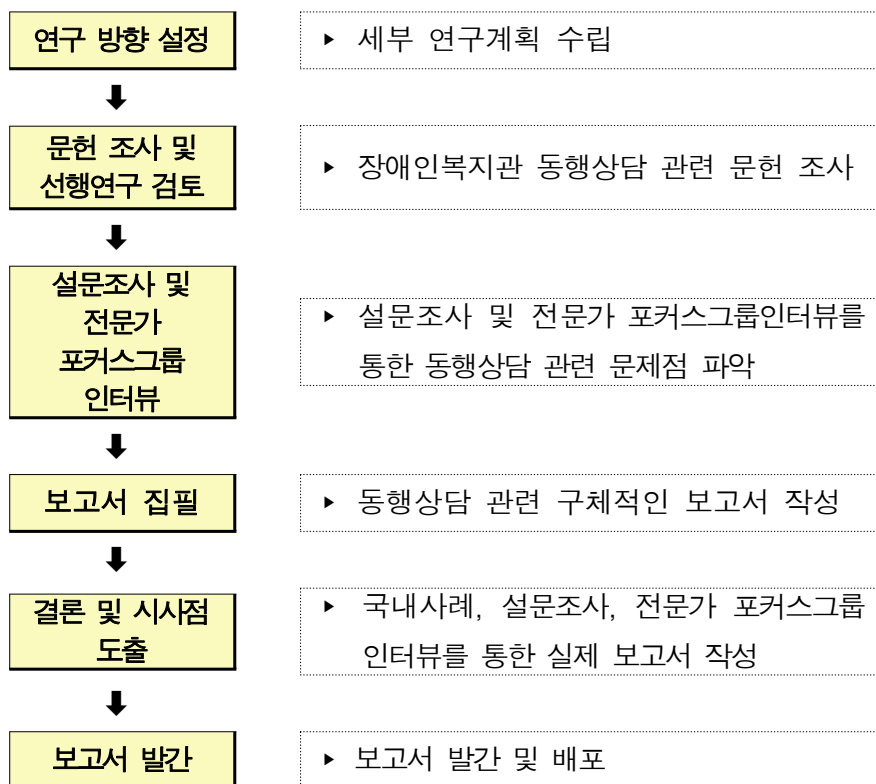 연구 방향 설정
▶ 세부 연구계획 수립
문헌 조사 및
선행연구 검토
▶ 장애인복지관 동행상담 관련 문헌 조사
설문조사 및
전문가
포커스그룹
인터뷰
▶ 설문조사 및 전문가 포커스그룹인터뷰를
통한 동행상담 관련 문제점 파악
보고서 집필
▶ 동행상담 관련 구체적인 보고서 작성
결론 및 시사점
도출
▶ 국내사례, 설문조사, 전문가 포커스그룹
인터뷰를 통한 실제 보고서 작성
보고서 발간
▶ 보고서 발간 및 배포